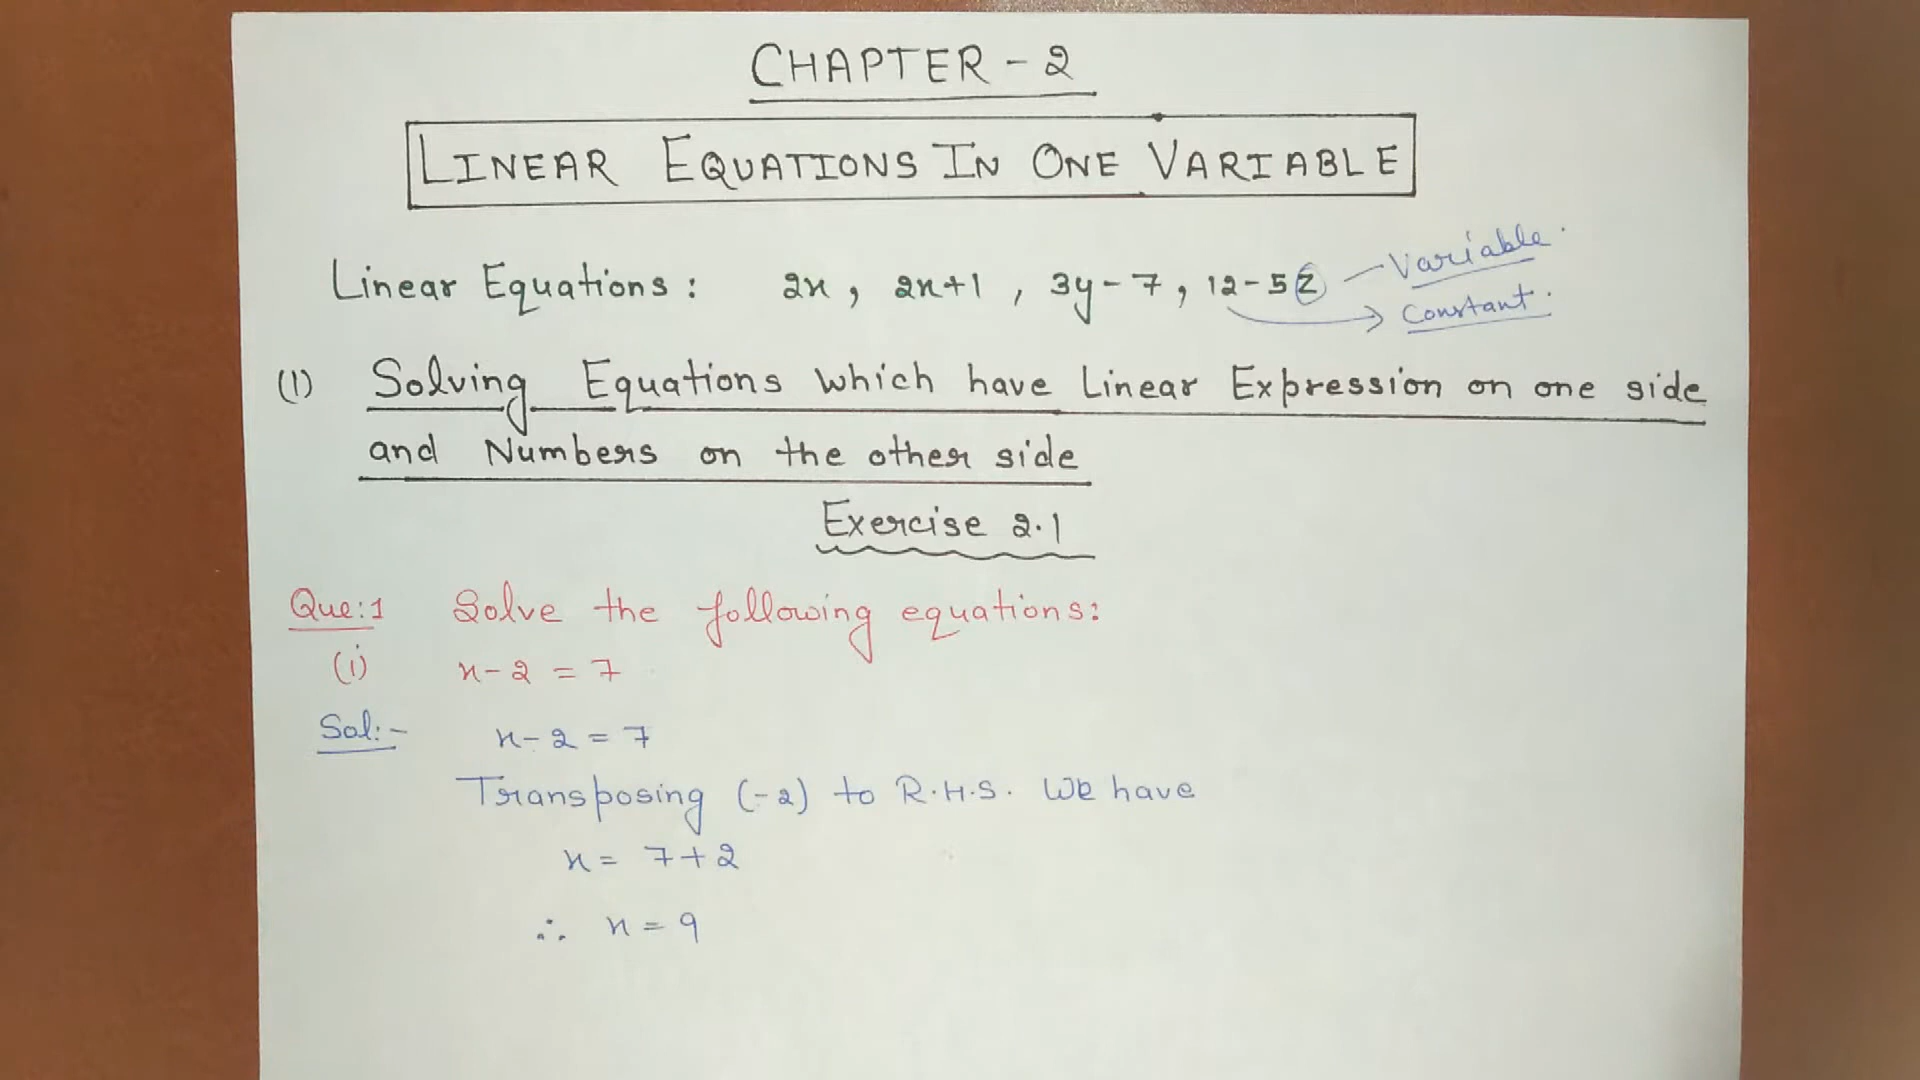 CHAPTER - 2
LINEAR EQUATIONS IN ONE VARIABLE
Linear Equations : 2x, 2x+1, 3y-7, 12-5z - Variable.
→ Constant.
(1) Solving Equations which have Linear Expression on one side
and Numbers on the other side
Exercise 2.1
Que:1 Solve the following equations:
(i) x-2 = 7
Sol:- x-2 = 7
Transposing (-2) to R.H.S. We have
x = 7+2
∴ x = 9